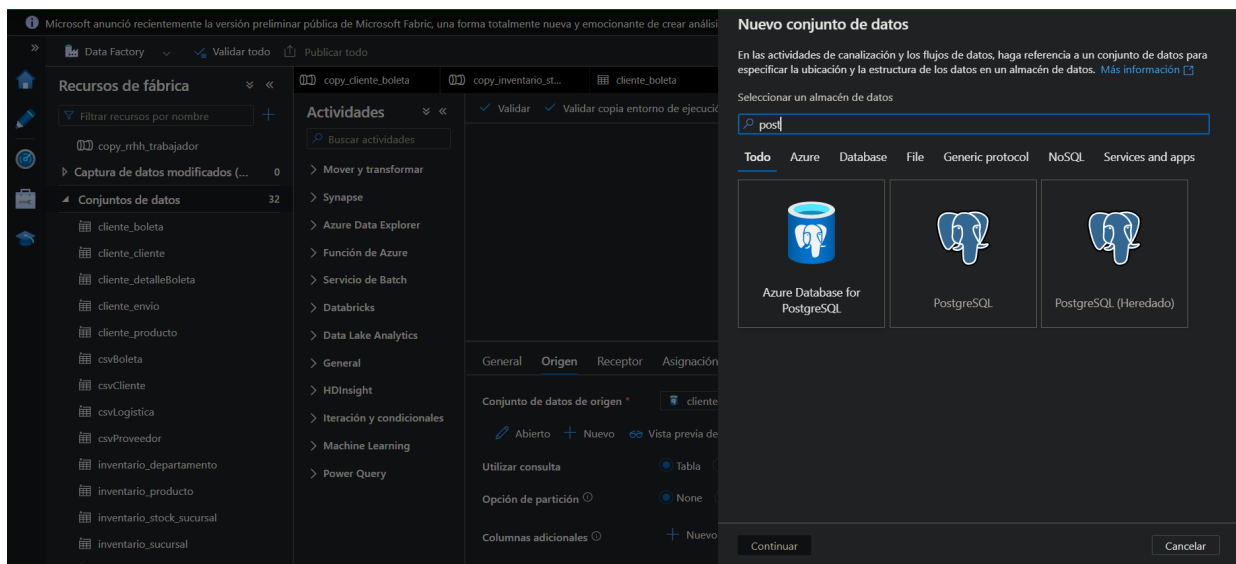 Microsoft anunció recientemente la versión preliminar pública de Microsoft Fabric, una forma totalmente nueva y emocionante de crear análisi
Data Factory
Validar todo
Publicar todo
Recursos de fábrica
Filtrar recursos por nombre
copy_rrhh_trabajador
Captura de datos modificados (... 0
Conjuntos de datos 32
cliente_boleta
cliente_cliente
cliente_detalleBoleta
cliente_envio
cliente_producto
csvBoleta
csvCliente
csvLogistica
csvProveedor
inventario_departamento
inventario_producto
inventario_stock_sucursal
inventario_sucursal
copy_cliente_boleta
copy_inventario_st...
cliente_boleta
Actividades
Buscar actividades
Mover y transformar
Synapse
Azure Data Explorer
Función de Azure
Servicio de Batch
Databricks
Data Lake Analytics
General
HDInsight
Iteración y condicionales
Machine Learning
Power Query
Validar
Validar copia entorno de ejecució
General Origen Receptor Asignación
Conjunto de datos de origen *
cliente
Abierto
Nuevo
Vista previa de
Utilizar consulta
Tabla
Opción de partición
None
Columnas adicionales
Nuevo
Nuevo conjunto de datos
En las actividades de canalización y los flujos de datos, haga referencia a un conjunto de datos para
especificar la ubicación y la estructura de los datos en un almacén de datos. Más información
Seleccionar un almacén de datos
post
Todo Azure Database File Generic protocol NoSQL Services and apps
Azure Database for
PostgreSQL
PostgreSQL
PostgreSQL (Heredado)
Continuar
Cancelar